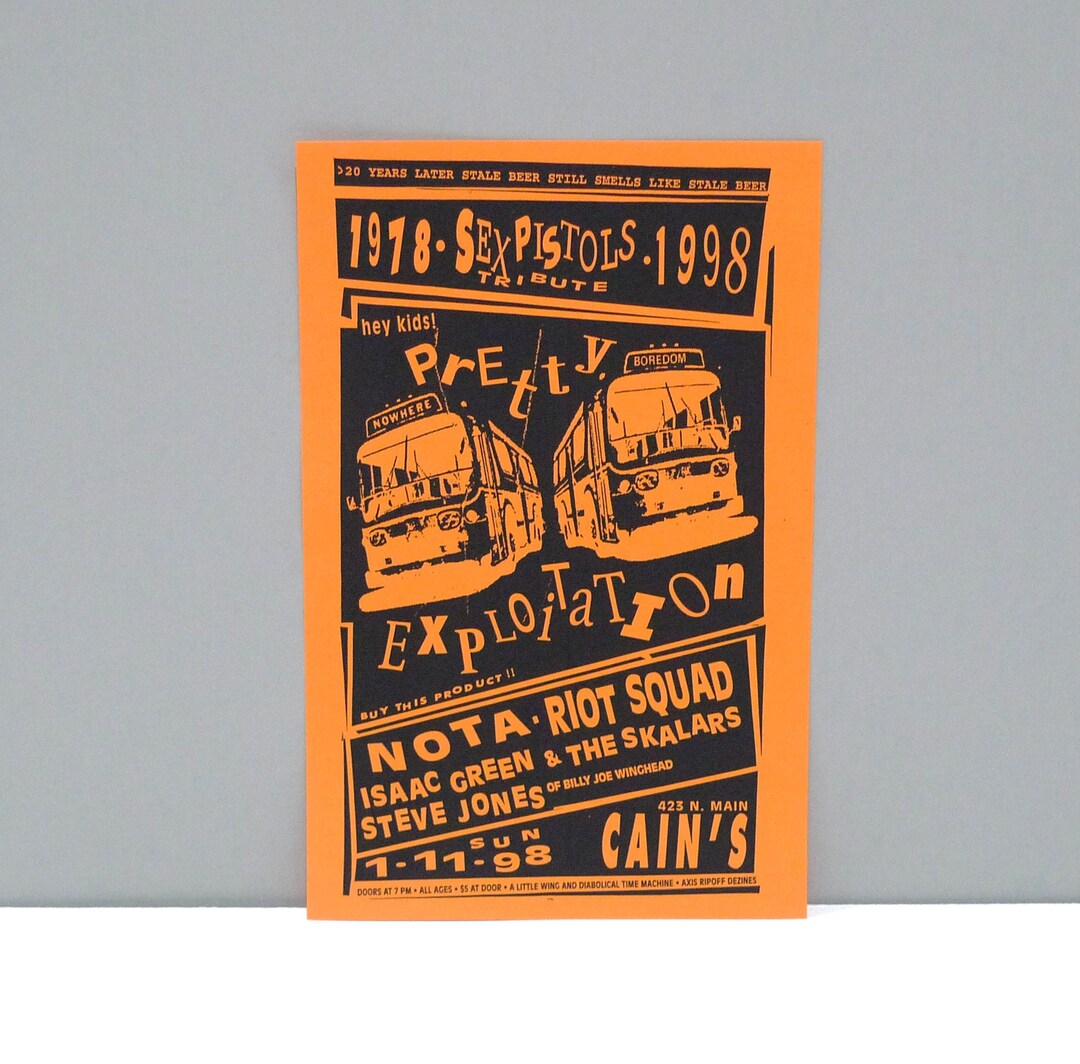 >20 YEARS LATER STALE BEER STILL SMELLS LIKE STALE BEER
1978 • SEX PISTOLS • 1998
TRIBUTE
hey kids!
PrEtty
NOWHERE
BOREDOM
ExPLOiTaTIOn
BUY THIS PRODUCT!!
NOTA • RIOT SQUAD
ISAAC GREEN & THE SKALARS
STEVE JONES OF BILLY JOE WINGHEAD
SUN
1-11-98
423 N. MAIN
CAIN'S
DOORS AT 7 PM • ALL AGES • $5 AT DOOR • A LITTLE WING AND DIABOLICAL TIME MACHINE • AXIS RIPOFF DEZINES